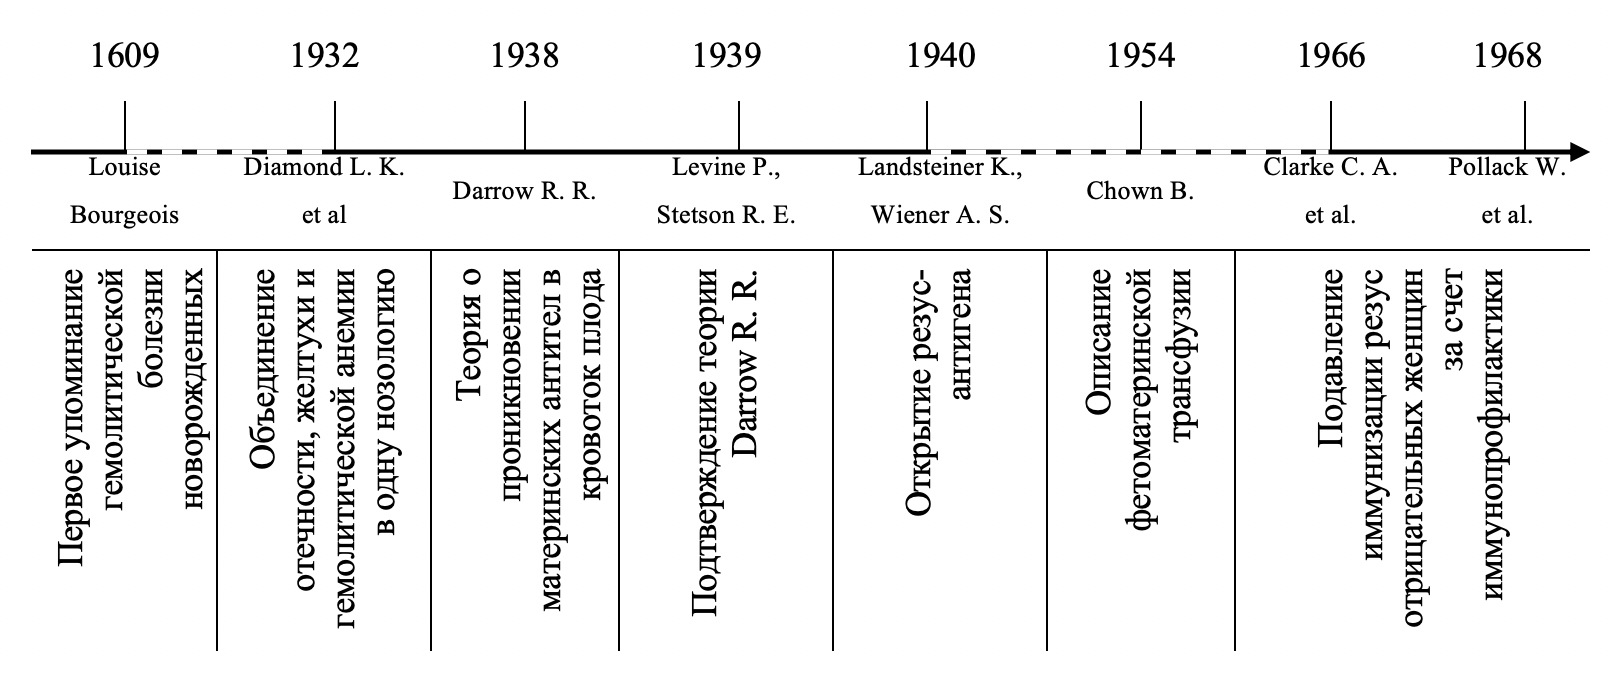 1609
1932
1938
1939
1940
1954
1966
1968
Louise
Bourgeois
Diamond L. K.
et al
Darrow R. R.
Levine P.,
Stetson R. E.
Landsteiner K.,
Wiener A. S.
Chown B.
Clarke C. A.
et al.
Pollack W.
et al.
Первое упоминание
гемолитической
болезни
новорожденных
Объединение
отечности, желтухи и
гемолитической анемии
в одну нозологию
Теория о
проникновении
материнских антител в
кровоток плода
Подтверждение теории
Darrow R. R.
Открытие резус-
антигена
Описание
фетоматеринской
трансфузии
Подавление
иммунизации резус
отрицательных женщин
за счет
иммунопрофилактики